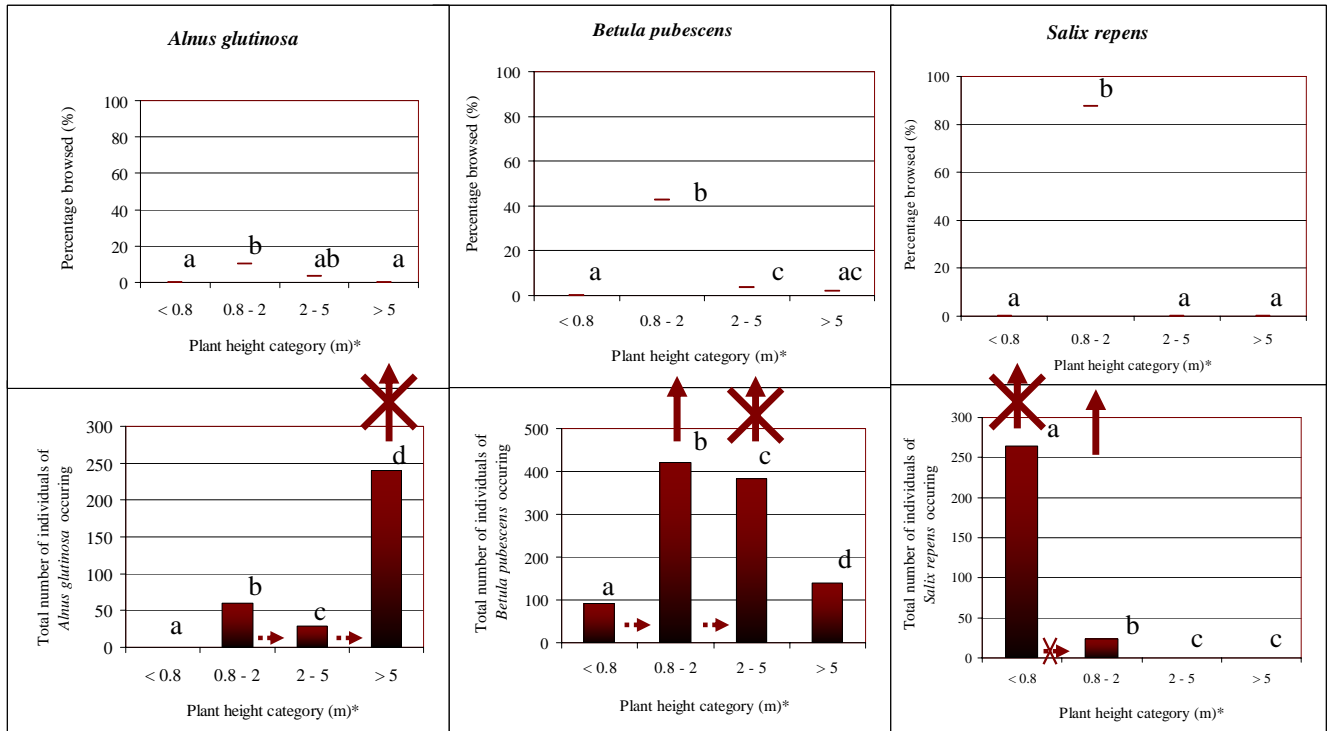 Alnus glutinosa
Percentage browsed (%)
100
80
60
40
20
0
a
b
ab
a
< 0.8
0.8 - 2
2 - 5
> 5
Plant height category (m)*
Betula pubescens
Percentage browsed (%)
100
80
60
40
20
0
a
b
c
ac
< 0.8
0.8 - 2
2 - 5
> 5
Plant height category (m)*
Salix repens
Percentage browsed (%)
100
80
60
40
20
0
a
b
a
a
< 0.8
0.8 - 2
2 - 5
> 5
Plant height category (m)*
Total number of individuals of
Alnus glutinosa occuring
300
250
200
150
100
50
0
a
b
c
d
< 0.8
0.8 - 2
2 - 5
> 5
Plant height category (m)*
Total number of individuals of
Betula pubescens occuring
500
400
300
200
100
0
a
b
c
d
< 0.8
0.8 - 2
2 - 5
> 5
Plant height category (m)*
Total number of individuals of
Salix repens occuring
300
250
200
150
100
50
0
a
b
c
c
< 0.8
0.8 - 2
2 - 5
> 5
Plant height category (m)*